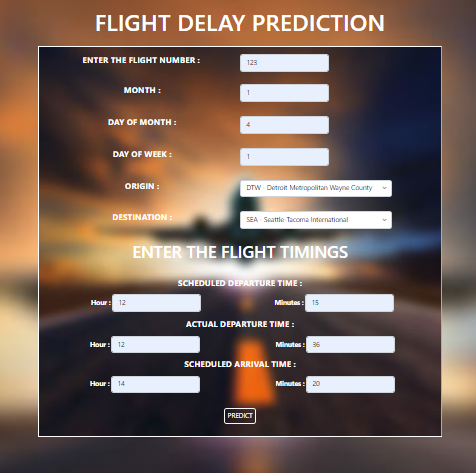 FLIGHT DELAY PREDICTION
ENTER THE FLIGHT NUMBER : 123
MONTH : 1
DAY OF MONTH : 4
DAY OF WEEK : 1
ORIGIN : DTW - Detroit Metropolitan Wayne County
DESTINATION : SEA - Seattle-Tacoma International
ENTER THE FLIGHT TIMINGS
SCHEDULED DEPARTURE TIME :
Hour : 12 Minutes : 15
ACTUAL DEPARTURE TIME :
Hour : 12 Minutes : 36
SCHEDULED ARRIVAL TIME :
Hour : 14 Minutes : 20
PREDICT